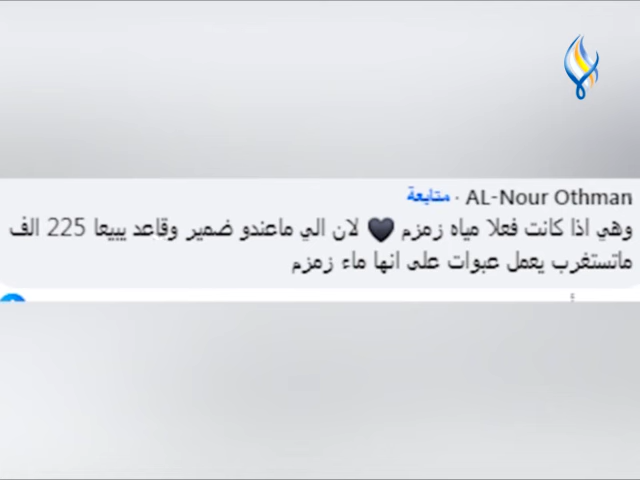 AL-Nour Othman · متابعة
وهي اذا كانت فعلا مياه زمزم 🖤 لان الي ماعندو ضمير وقاعد يبيعا 225 الف
ماتستغرب يعمل عبوات على انها ماء زمزم